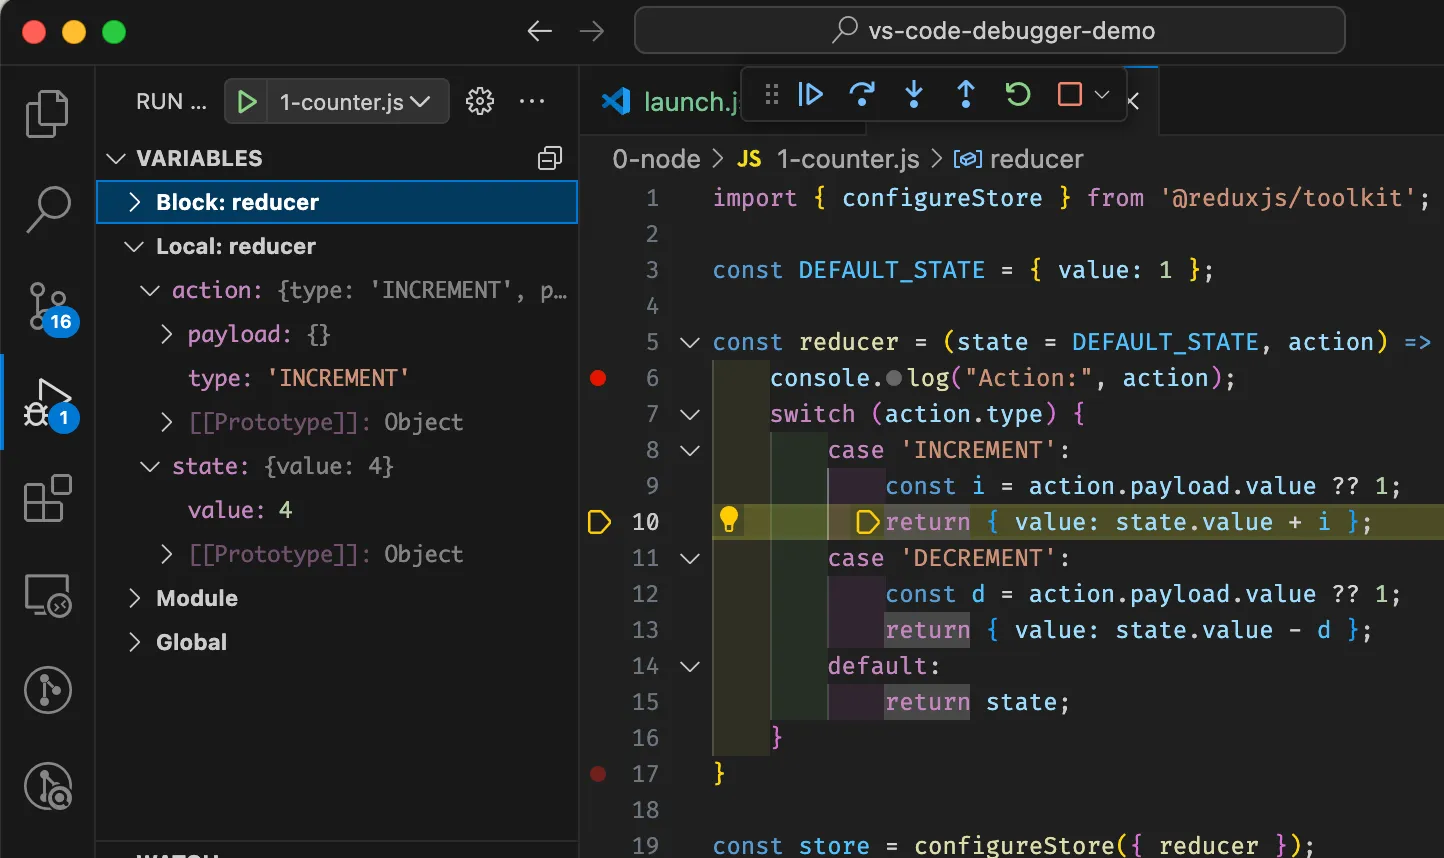 vs-code-debugger-demo
RUN ... 1-counter.js
launch.j
VARIABLES
0-node > JS 1-counter.js > reducer
Block: reducer
Local: reducer
action: {type: 'INCREMENT', p…
payload: {}
type: 'INCREMENT'
[[Prototype]]: Object
state: {value: 4}
value: 4
[[Prototype]]: Object
Module
Global
16
1
1 import { configureStore } from '@reduxjs/toolkit';
2
3 const DEFAULT_STATE = { value: 1 };
4
5 const reducer = (state = DEFAULT_STATE, action) =>
6 console.log("Action:", action);
7 switch (action.type) {
8 case 'INCREMENT':
9 const i = action.payload.value ?? 1;
10 return { value: state.value + i };
11 case 'DECREMENT':
12 const d = action.payload.value ?? 1;
13 return { value: state.value - d };
14 default:
15 return state;
16 }
17 }
18
19 const store = configureStore({ reducer });
WATCH